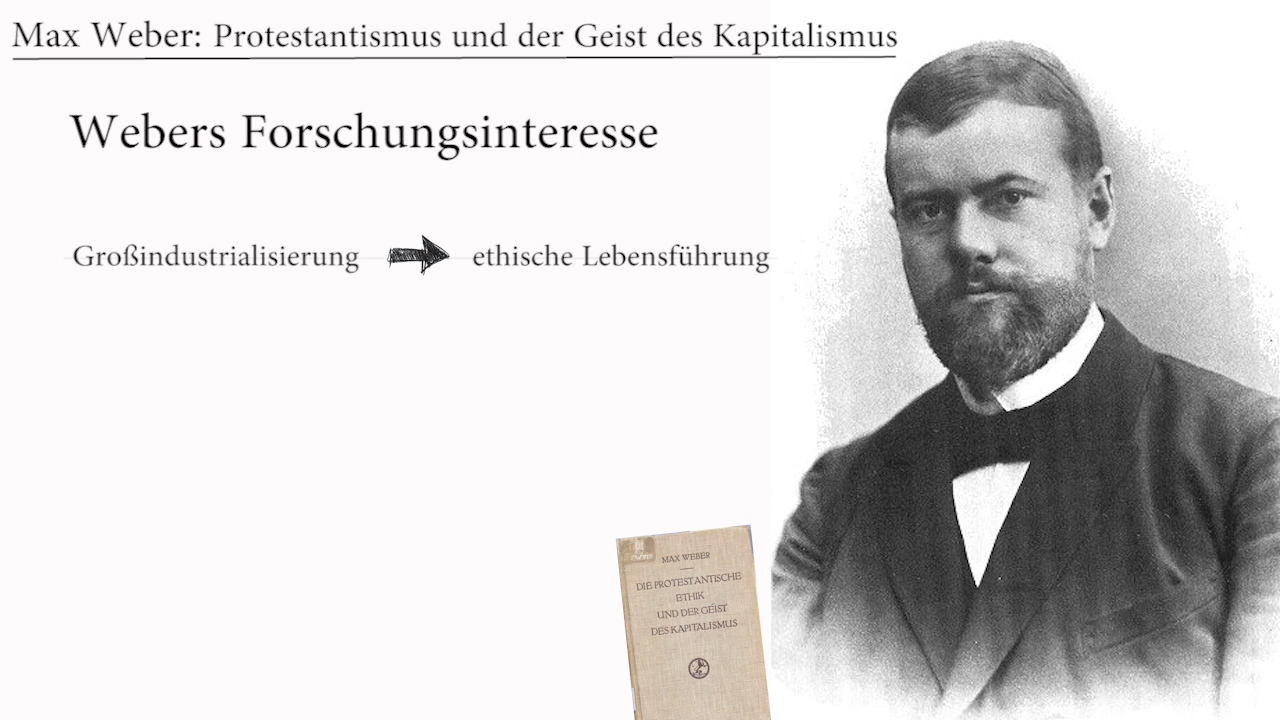 Max Weber: Protestantismus und der Geist des Kapitalismus
Webers Forschungsinteresse
Großindustrialisierung
ethische Lebensführung
MAX WEBER
DIE PROTESTANTISCHE
ETHIK
UND DER GEIST
DES KAPITALISMUS